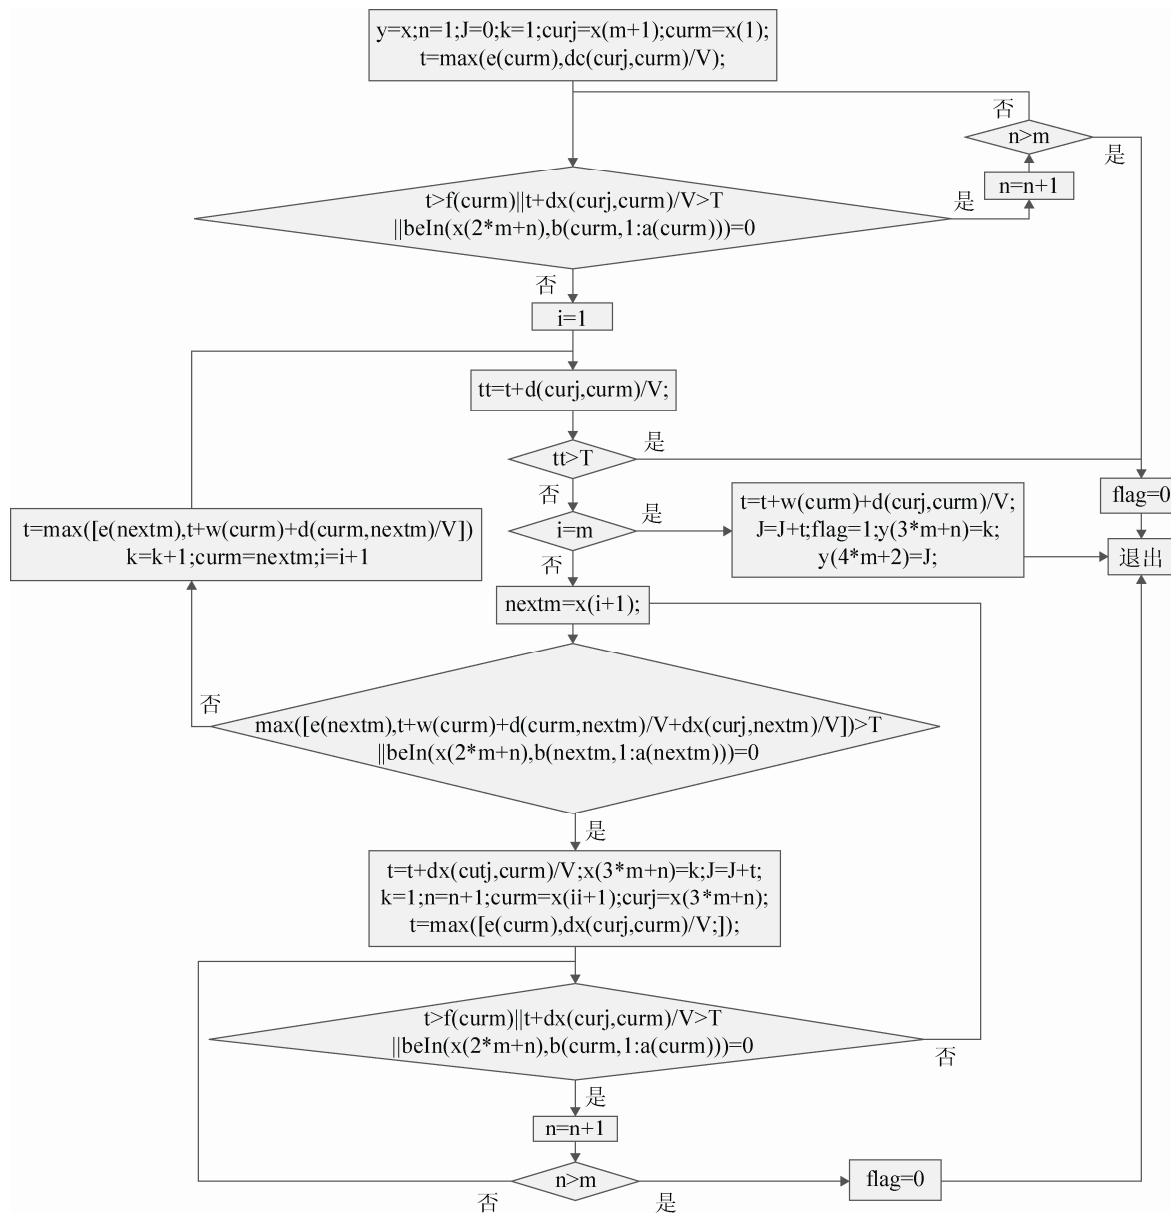 y=x;n=1;J=0;k=1;curj=x(m+1);curm=x(1);
t=max(e(curm),dc(curj,curm)/V);
否
n>m
是
n=n+1
t>f(curm)||t+dx(curj,curm)/V>T
||beIn(x(2*m+n),b(curm,1:a(curm)))=0
是
否
i=1
tt=t+d(curj,curm)/V;
是
tt>T
否
flag=0
t=t+w(curm)+d(curj,curm)/V;
J=J+t;flag=1;y(3*m+n)=k;
y(4*m+2)=J;
是
i=m
退出
t=max([e(nextm),t+w(curm)+d(curm,nextm)/V])
k=k+1;curm=nextm;i=i+1
否
nextm=x(i+1);
否
max([e(nextm),t+w(curm)+d(curm,nextm)/V+dx(curj,nextm)/V])>T
||beIn(x(2*m+n),b(nextm,1:a(nextm)))=0
是
t=t+dx(cutj,curm)/V;x(3*m+n)=k;J=J+t;
k=1;n=n+1;curm=x(ii+1);curj=x(3*m+n);
t=max([e(curm),dx(curj,curm)/V;]);
t>f(curm)||t+dx(curj,curm)/V>T
||beIn(x(2*m+n),b(curm,1:a(curm)))=0
否
是
n=n+1
n>m
flag=0
否
是